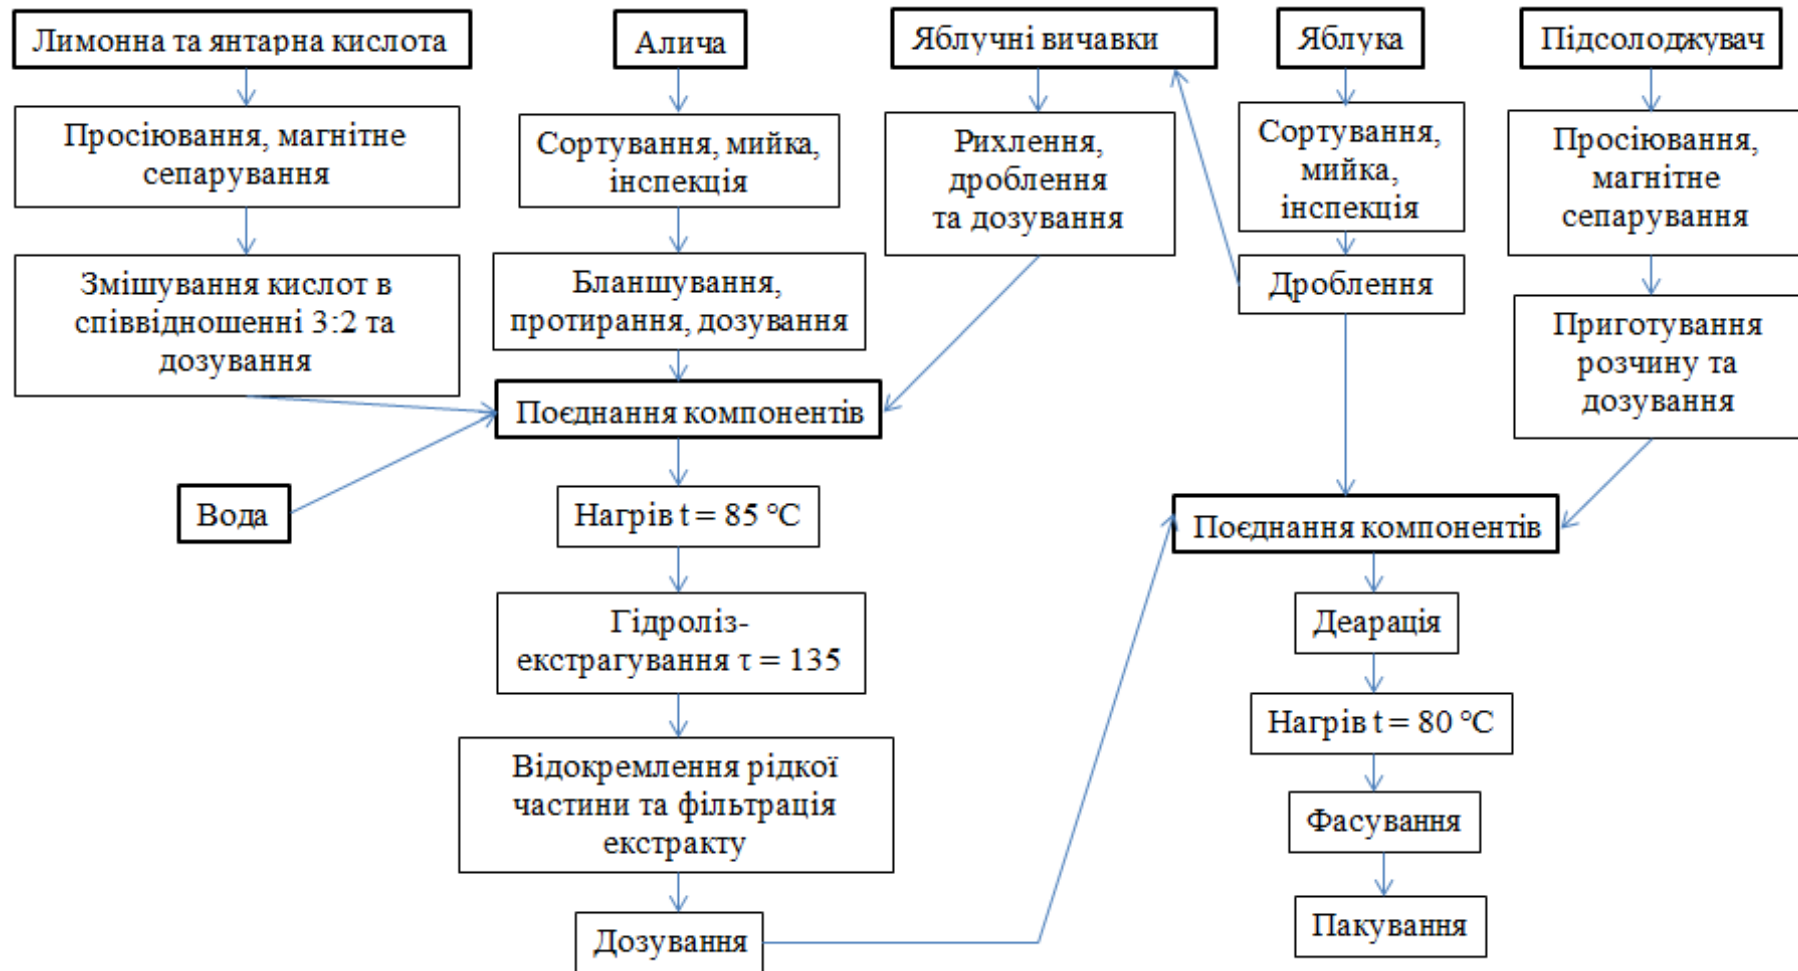 Лимонна та янтарна кислота
Алича
Яблучні вичавки
Яблука
Підсолоджувач
Просіювання, магнітне
сепарування
Сортування, мийка,
інспекція
Рихлення,
дроблення
та дозування
Сортування,
мийка,
інспекція
Просіювання,
магнітне
сепарування
Змішування кислот в
співвідношенні 3:2 та
дозування
Бланшування,
протирання, дозування
Дроблення
Приготування
розчину та
дозування
Поєднання компонентів
Вода
Нагрів t = 85 °C
Поєднання компонентів
Гідроліз-
екстрагування τ = 135
Деарація
Відокремлення рідкої
частини та фільтрація
екстракту
Нагрів t = 80 °C
Фасування
Дозування
Пакування